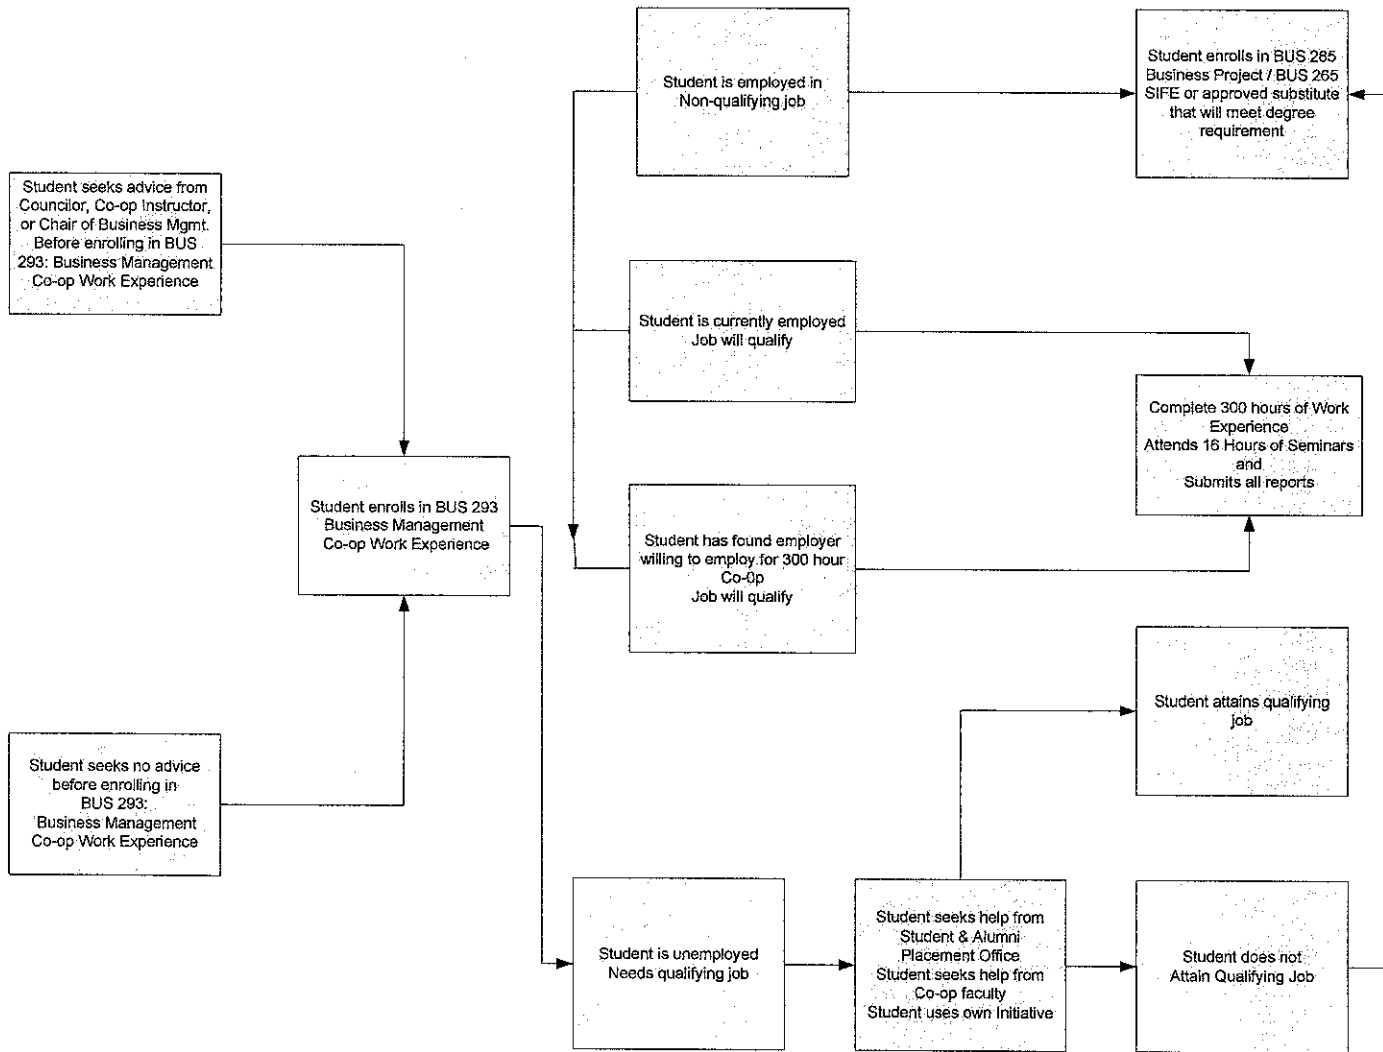 Student is employed in
Non-qualifying job
Student enrolls in BUS 265
Business Project / BUS 265
SIFE or approved substitute
that will meet degree
requirement
Student seeks advice from
Councilor, Co-op Instructor,
or Chair of Business Mgmt.
Before enrolling in BUS
293: Business Management
Co-op Work Experience
Student is currently employed
Job will qualify
Complete 300 hours of Work
Experience
Attends 16 Hours of Seminars
and
Submits all reports
Student enrolls in BUS 293
Business Management
Co-op Work Experience
Student has found employer
willing to employ for 300 hour
Co-0p
Job will qualify
Student attains qualifying
job
Student seeks no advice
before enrolling in
BUS 293:
Business Management
Co-op Work Experience
Student is unemployed
Needs qualifying job
Student seeks help from
Student & Alumni
Placement Office
Student seeks help from
Co-op faculty
Student uses own Initiative
Student does not
Attain Qualifying Job